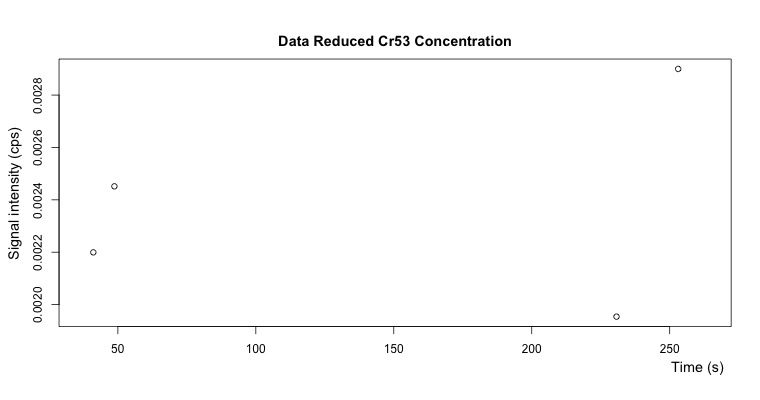 Data Reduced Cr53 Concentration
Signal intensity (cps)
0.0028
0.0026
0.0024
0.0022
0.0020
50 100 150 200 250
Time (s)